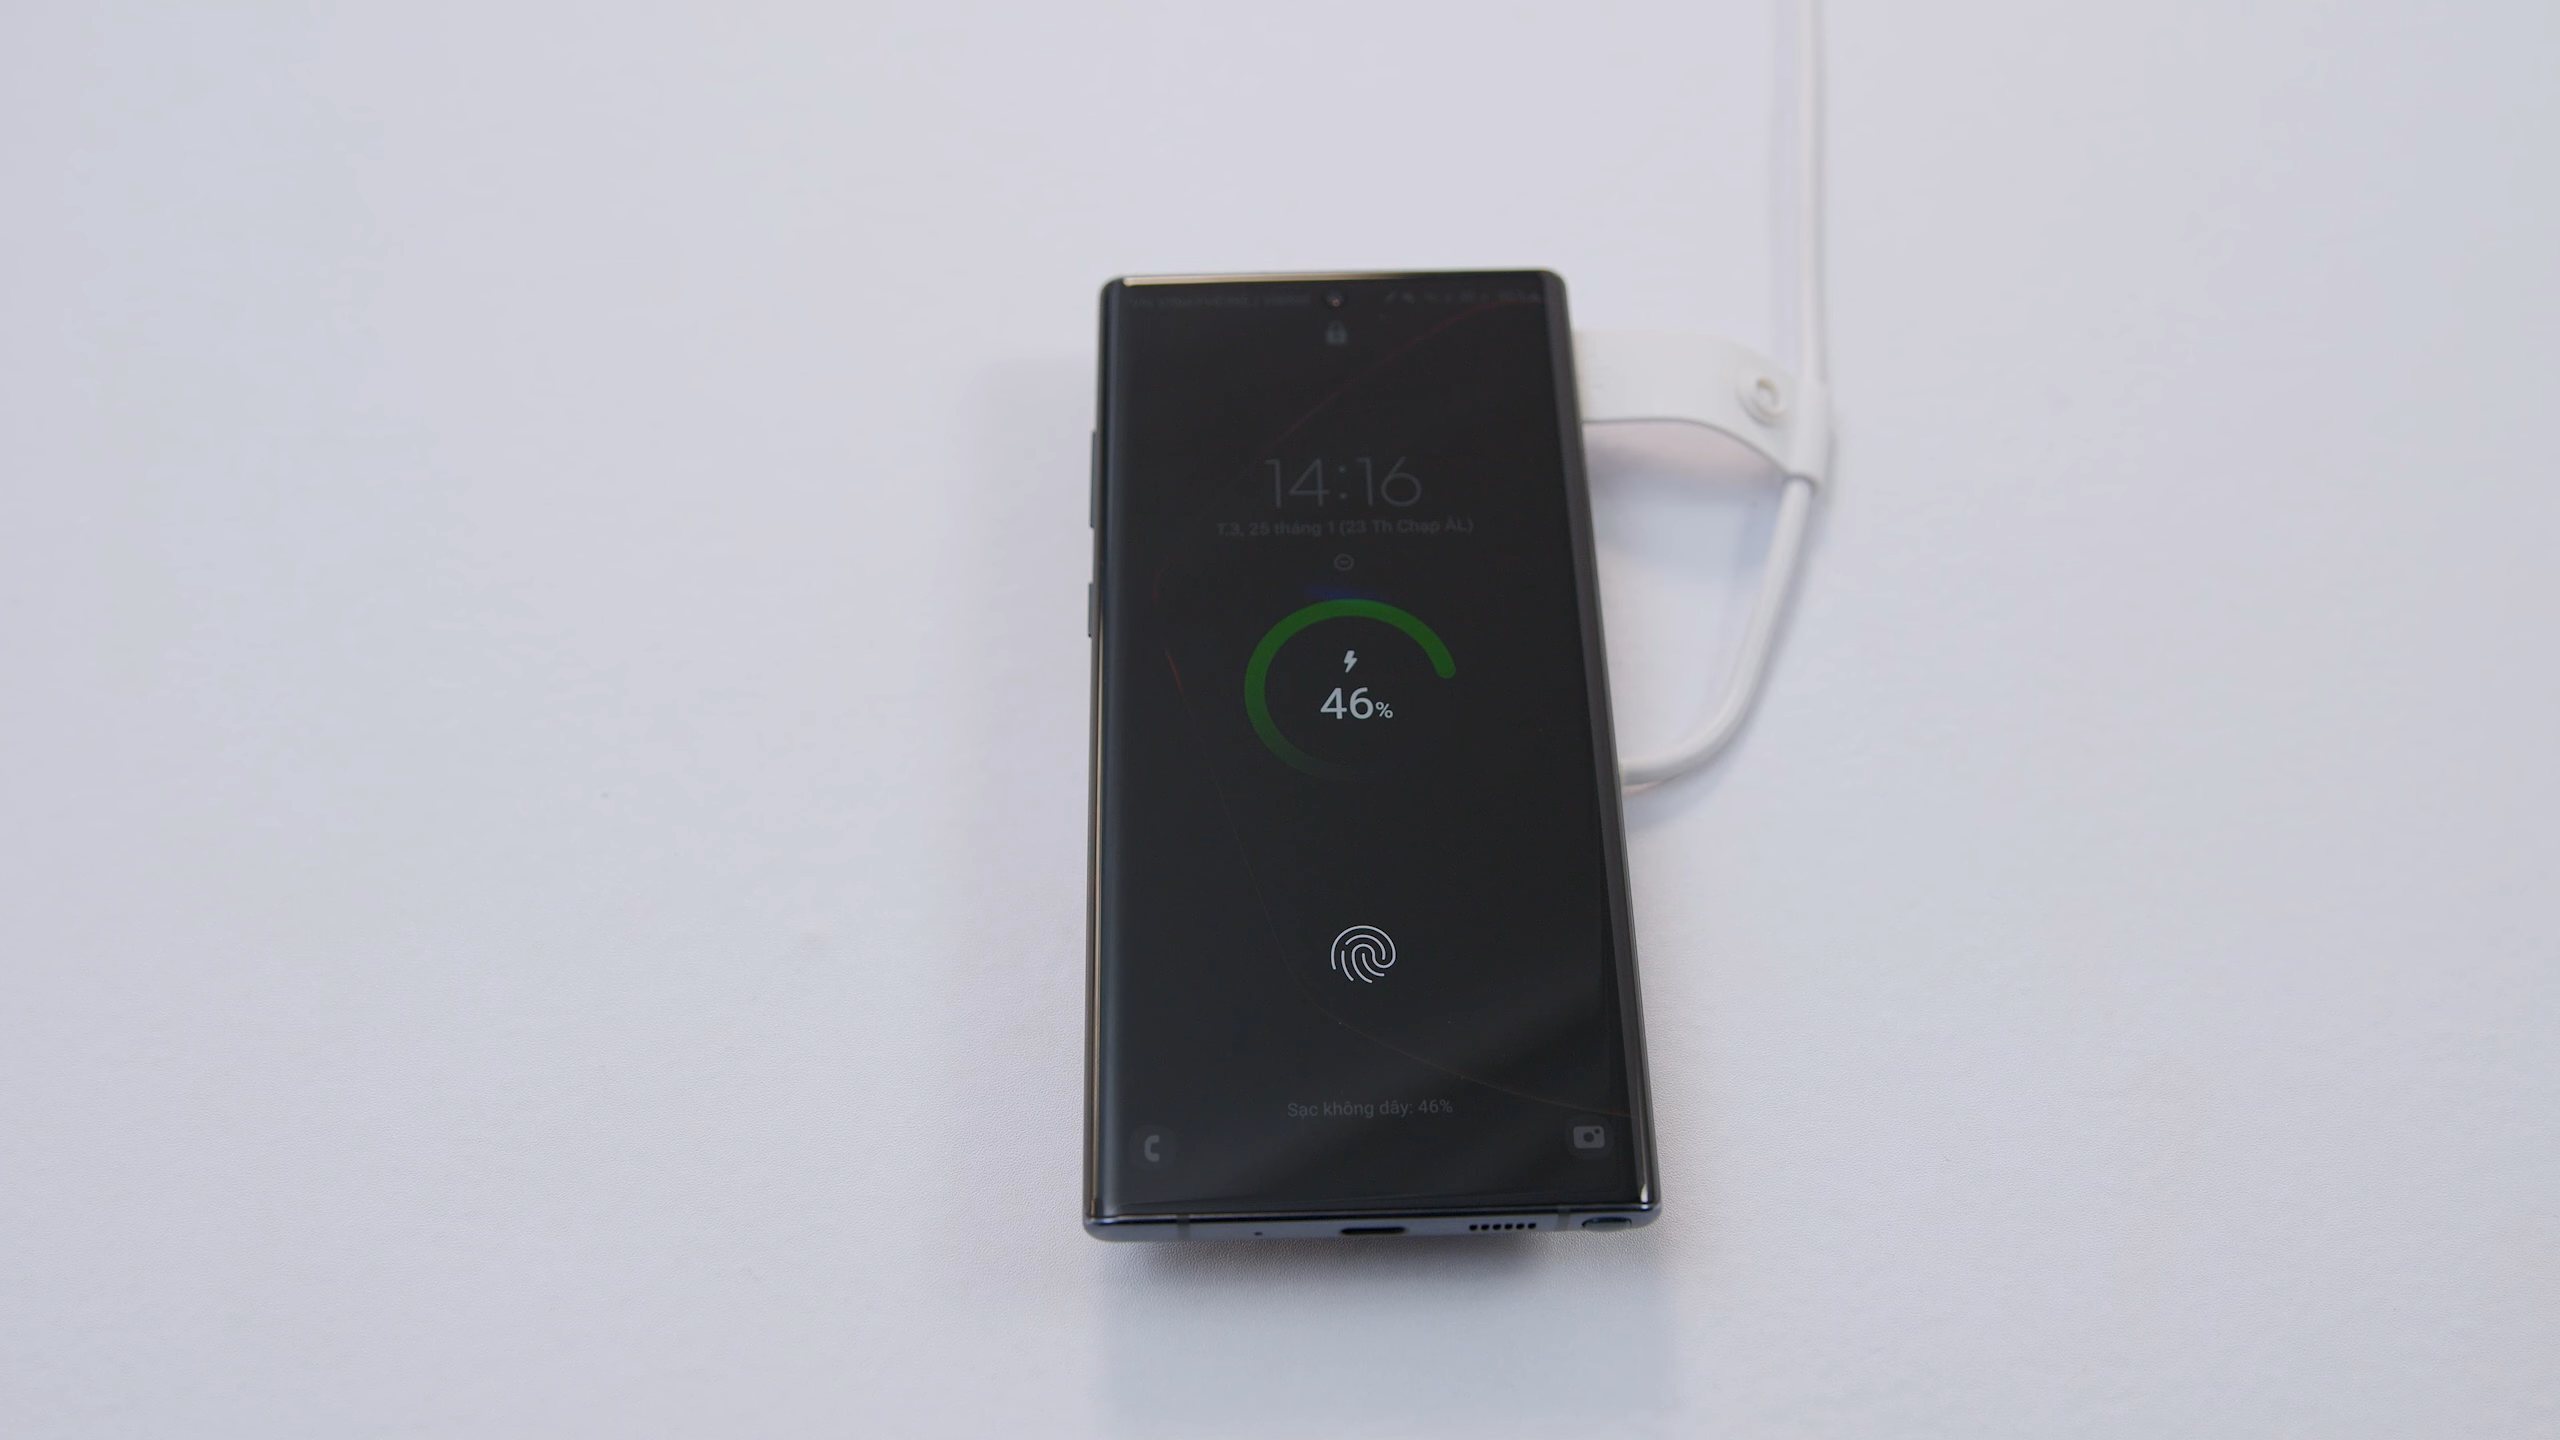 14:16
T.3, 25 tháng 1 (23 Th Chạp ÂL)
46%
Sạc không dây: 46%